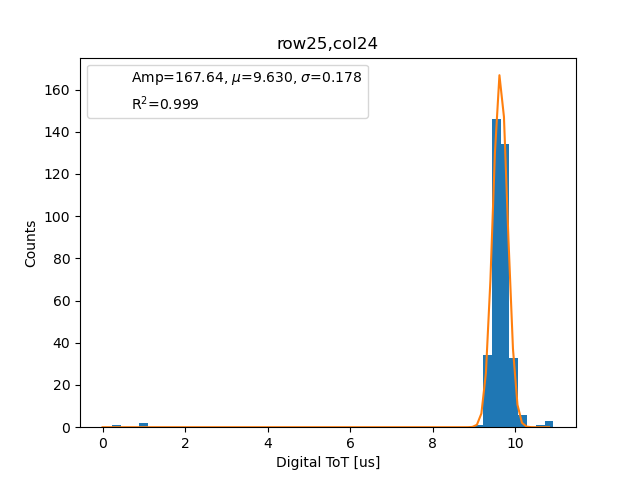 row25,col24
Amp=167.64, μ=9.630, σ=0.178
R²=0.999
160
140
120
100
80
60
40
20
0
Counts
0 2 4 6 8 10
Digital ToT [us]